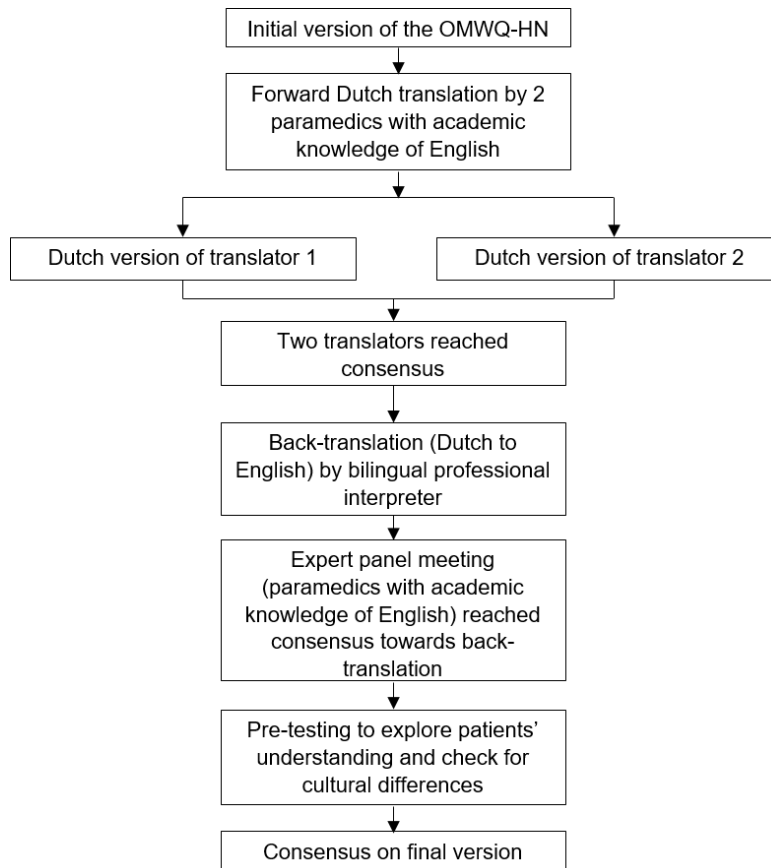 Initial version of the OMWQ-HN
Forward Dutch translation by 2
paramedics with academic
knowledge of English
Dutch version of translator 1
Dutch version of translator 2
Two translators reached
consensus
Back-translation (Dutch to
English) by bilingual professional
interpreter
Expert panel meeting
(paramedics with academic
knowledge of English) reached
consensus towards back-
translation
Pre-testing to explore patients’
understanding and check for
cultural differences
Consensus on final version